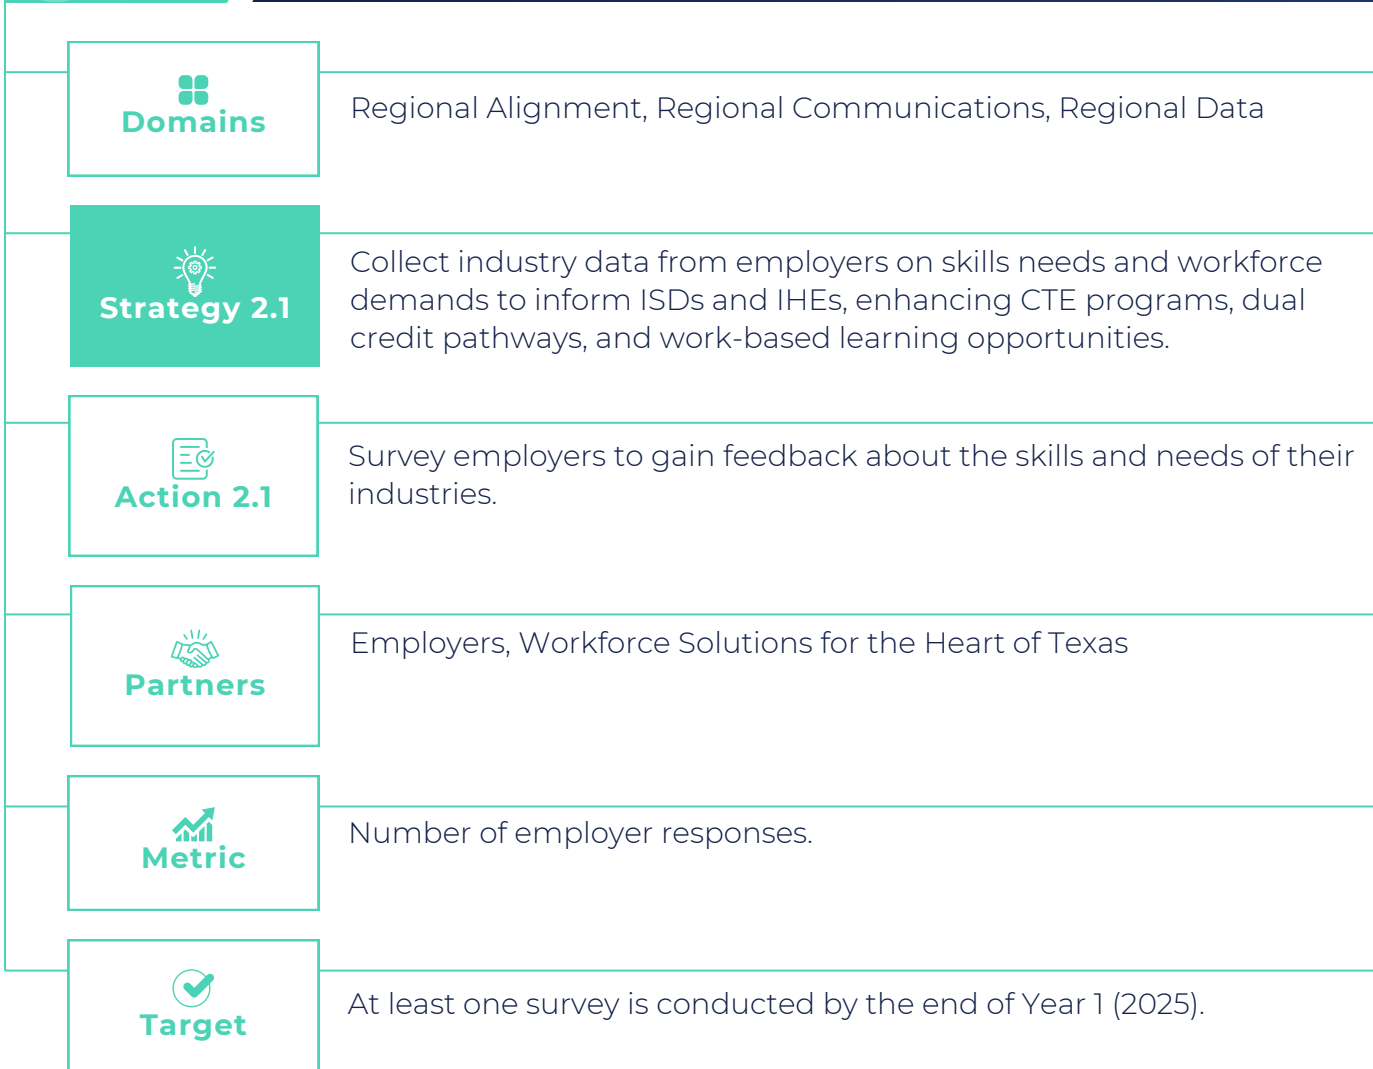 Domains
Regional Alignment, Regional Communications, Regional Data
Strategy 2.1
Collect industry data from employers on skills needs and workforce
demands to inform ISDs and IHEs, enhancing CTE programs, dual
credit pathways, and work-based learning opportunities.
Action 2.1
Survey employers to gain feedback about the skills and needs of their
industries.
Partners
Employers, Workforce Solutions for the Heart of Texas
Metric
Number of employer responses.
Target
At least one survey is conducted by the end of Year 1 (2025).